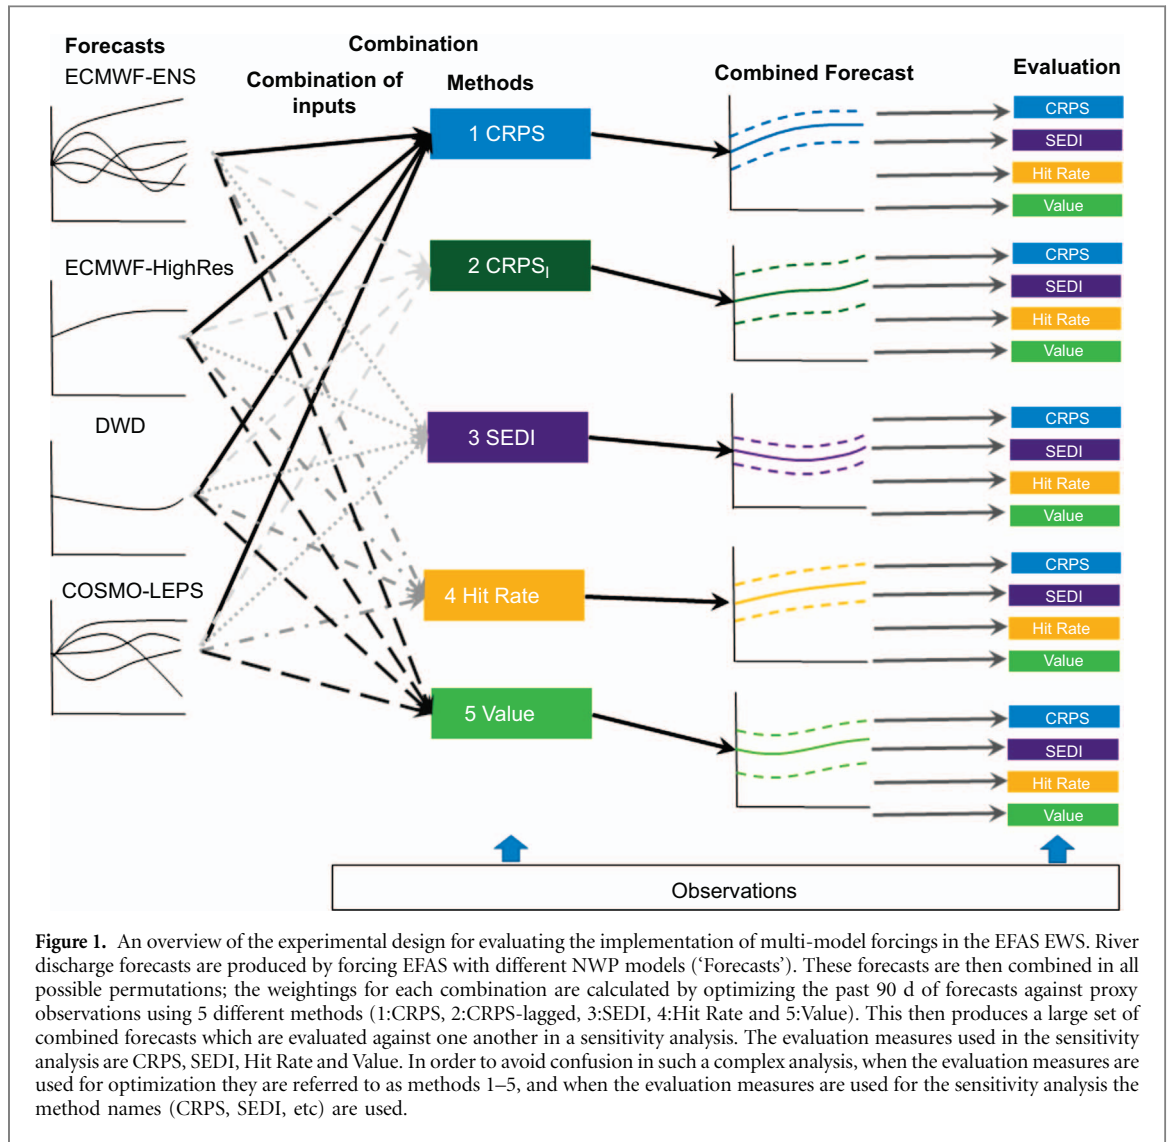 Forecasts
Combination
ECMWF-ENS
Combination of
inputs
Methods
Combined Forecast
Evaluation
1 CRPS
CRPS
SEDI
Hit Rate
Value
ECMWF-HighRes
2 CRPSI
CRPS
SEDI
Hit Rate
Value
DWD
3 SEDI
CRPS
SEDI
Hit Rate
Value
COSMO-LEPS
4 Hit Rate
CRPS
SEDI
Hit Rate
Value
5 Value
CRPS
SEDI
Hit Rate
Value
Observations
Figure 1. An overview of the experimental design for evaluating the implementation of multi-model forcings in the EFAS EWS. River
discharge forecasts are produced by forcing EFAS with different NWP models (‘Forecasts’). These forecasts are then combined in all
possible permutations; the weightings for each combination are calculated by optimizing the past 90 d of forecasts against proxy
observations using 5 different methods (1:CRPS, 2:CRPS-lagged, 3:SEDI, 4:Hit Rate and 5:Value). This then produces a large set of
combined forecasts which are evaluated against one another in a sensitivity analysis. The evaluation measures used in the sensitivity
analysis are CRPS, SEDI, Hit Rate and Value. In order to avoid confusion in such a complex analysis, when the evaluation measures are
used for optimization they are referred to as methods 1–5, and when the evaluation measures are used for the sensitivity analysis the
method names (CRPS, SEDI, etc) are used.